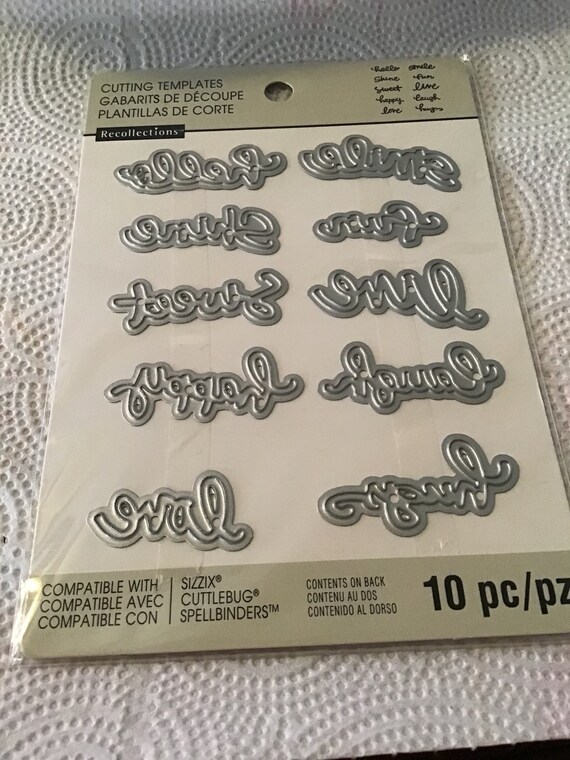 CUTTING TEMPLATES
GABARITS DE DÉCOUPE
PLANTILLAS DE CORTE
hello smile
shine fun
sweet live
happy laugh
love hugs
Recollections™
hello smile
shine fun
sweet live
happy laugh
love hugs
COMPATIBLE WITH
COMPATIBLE AVEC
COMPATIBLE CON
SIZZIX®
CUTTLEBUG®
SPELLBINDERS™
CONTENTS ON BACK
CONTENU AU DOS
CONTENIDO AL DORSO
10 pc/pz